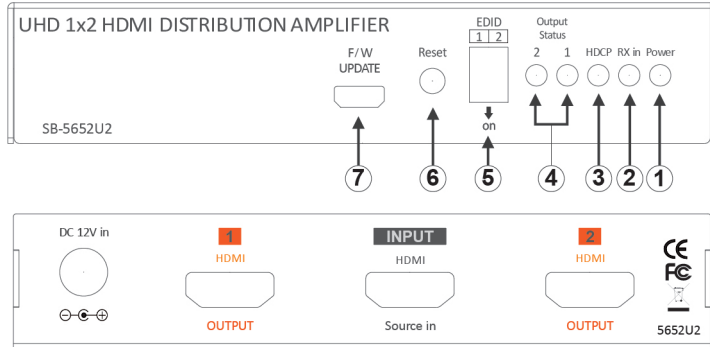 UHD 1x2 HDMI DISTRIBUTION AMPLIFIER
F/W
UPDATE
Reset
EDID
1 2
on
Output
Status
2 1
HDCP RX in Power
SB-5652U2
7 6 5 4 3 2 1
DC 12V in
1
HDMI
OUTPUT
INPUT
HDMI
Source in
2
HDMI
OUTPUT
CE
FC
5652U2